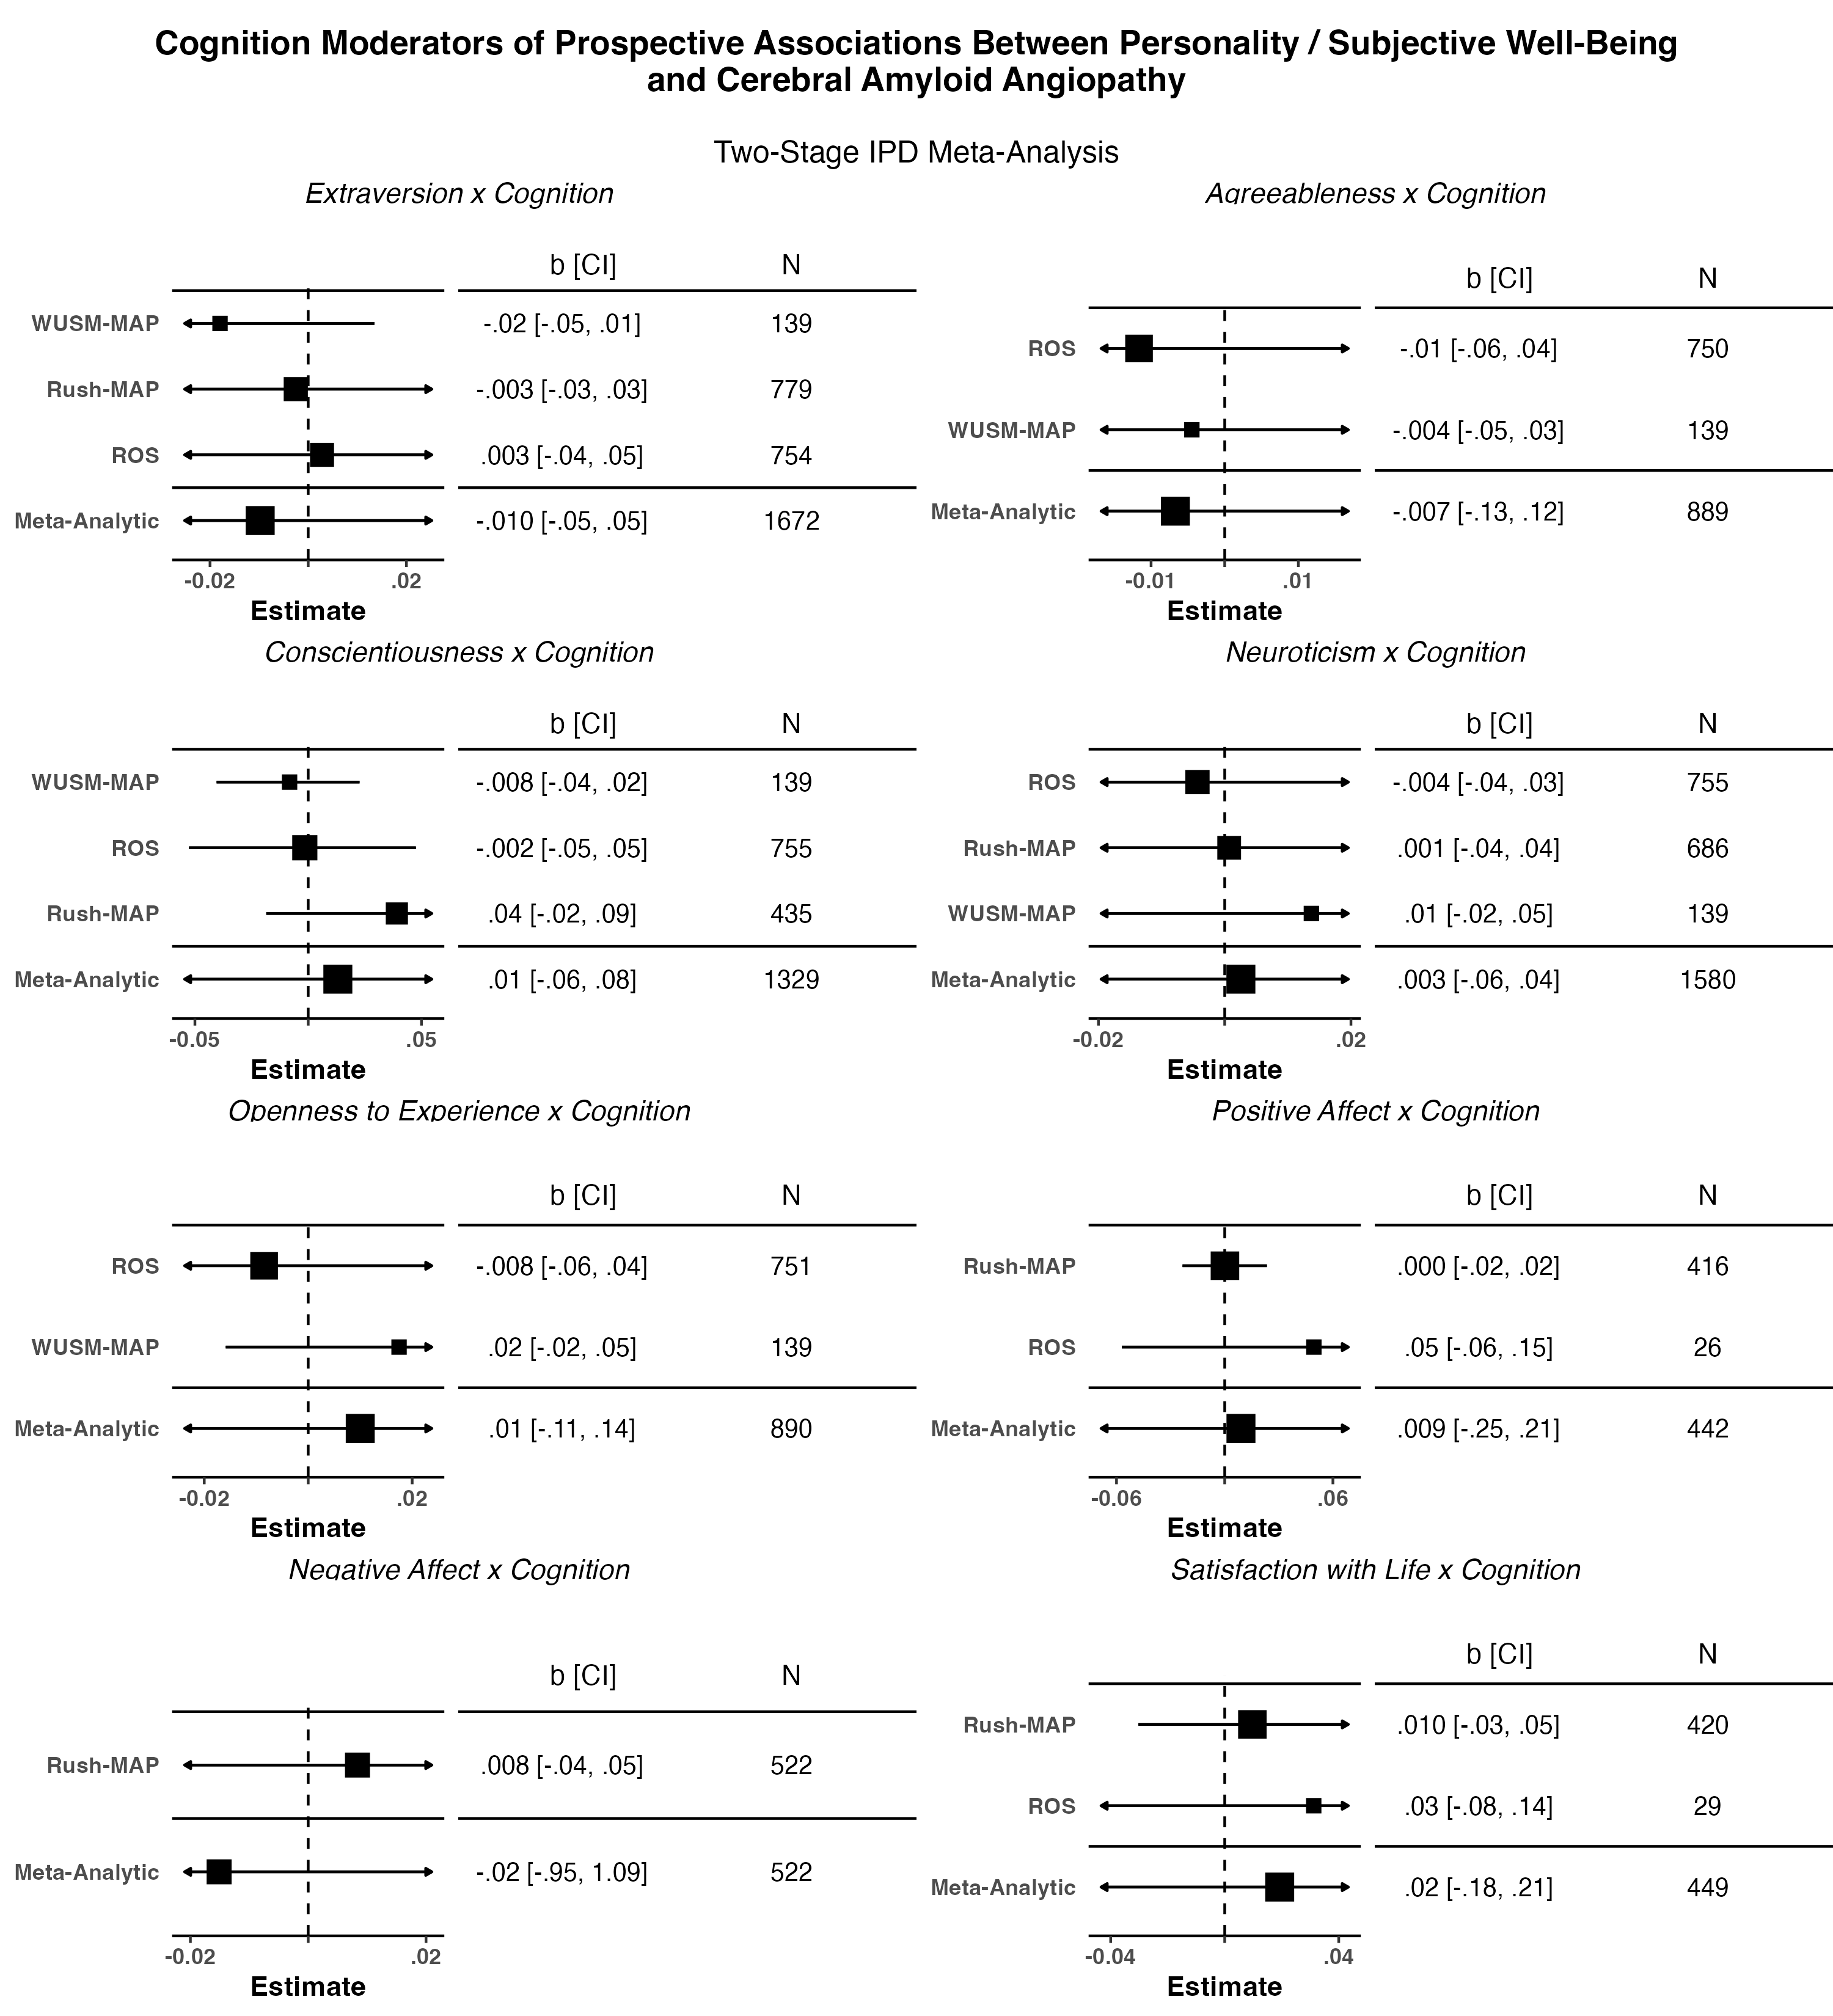 Cognition Moderators of Prospective Associations Between Personality / Subjective Well-Being
and Cerebral Amyloid Angiopathy
Two-Stage IPD Meta-Analysis
Extraversion x Cognition
b [CI] N
WUSM-MAP -.02 [-.05, .01] 139
Rush-MAP -.003 [-.03, .03] 779
ROS .003 [-.04, .05] 754
Meta-Analytic -.010 [-.05, .05] 1672
-0.02 .02
Estimate
Agreeableness x Cognition
b [CI] N
ROS -.01 [-.06, .04] 750
WUSM-MAP -.004 [-.05, .03] 139
Meta-Analytic -.007 [-.13, .12] 889
-0.01 .01
Estimate
Conscientiousness x Cognition
b [CI] N
WUSM-MAP -.008 [-.04, .02] 139
ROS -.002 [-.05, .05] 755
Rush-MAP .04 [-.02, .09] 435
Meta-Analytic .01 [-.06, .08] 1329
-0.05 .05
Estimate
Neuroticism x Cognition
b [CI] N
ROS -.004 [-.04, .03] 755
Rush-MAP .001 [-.04, .04] 686
WUSM-MAP .01 [-.02, .05] 139
Meta-Analytic .003 [-.06, .04] 1580
-0.02 .02
Estimate
Openness to Experience x Cognition
b [CI] N
ROS -.008 [-.06, .04] 751
WUSM-MAP .02 [-.02, .05] 139
Meta-Analytic .01 [-.11, .14] 890
-0.02 .02
Estimate
Positive Affect x Cognition
b [CI] N
Rush-MAP .000 [-.02, .02] 416
ROS .05 [-.06, .15] 26
Meta-Analytic .009 [-.25, .21] 442
-0.06 .06
Estimate
Negative Affect x Cognition
b [CI] N
Rush-MAP .008 [-.04, .05] 522
Meta-Analytic -.02 [-.95, 1.09] 522
-0.02 .02
Estimate
Satisfaction with Life x Cognition
b [CI] N
Rush-MAP .010 [-.03, .05] 420
ROS .03 [-.08, .14] 29
Meta-Analytic .02 [-.18, .21] 449
-0.04 .04
Estimate